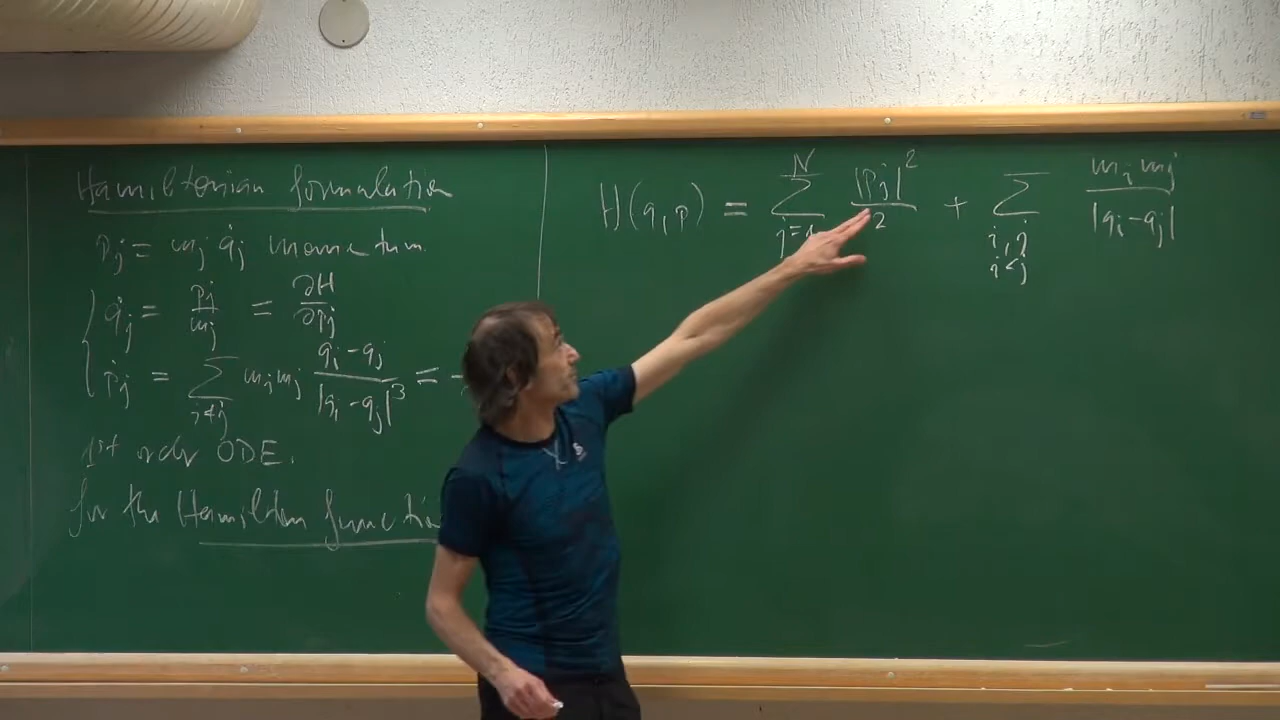 Hamiltonian formulation
p_j = m_j q̇_j momentum
q̇_j = p_j / m_j = ∂H / ∂p_j
ṗ_j = Σ_{i≠j} m_i m_j (q_i - q_j) / |q_i - q_j|^3 = -
1st order ODE.
for the Hamilton functio
H(q,p) = Σ_{j=1}^{N} |p_j|^2 / 2 + Σ_{i,j i<j} m_i m_j / |q_i - q_j|